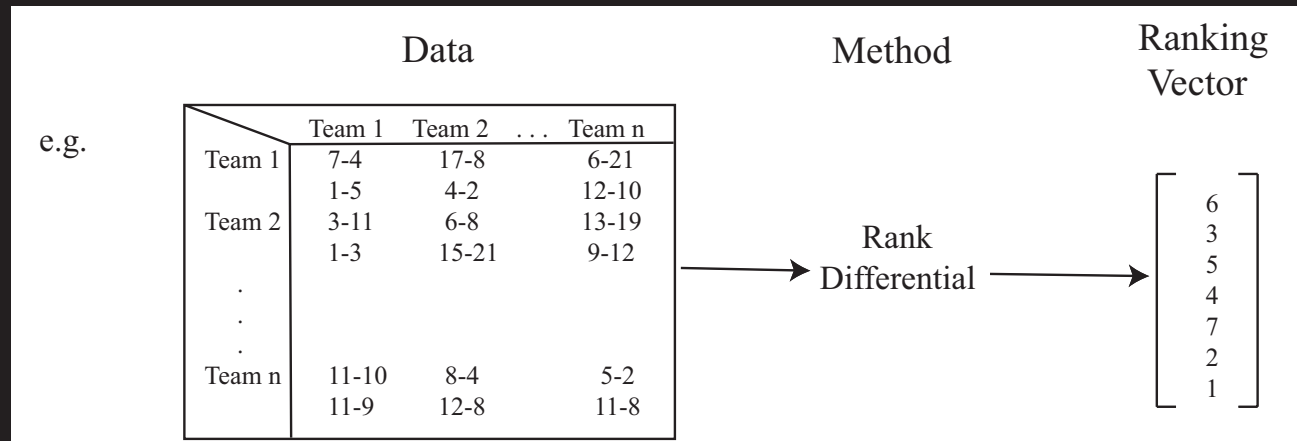 Data Method Ranking
Vector
e.g.
Team 1 Team 2 . . . Team n
Team 1 7-4 17-8 6-21
1-5 4-2 12-10
Team 2 3-11 6-8 13-19
1-3 15-21 9-12
.
.
.
Team n 11-10 8-4 5-2
11-9 12-8 11-8
Rank
Differential
6
3
5
4
7
2
1